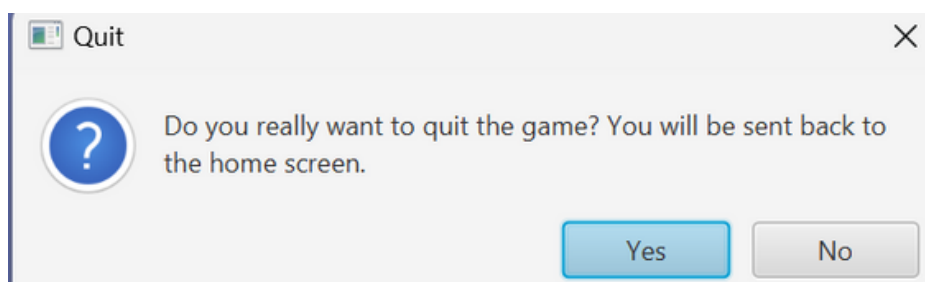 Quit
Do you really want to quit the game? You will be sent back to
the home screen.
Yes No